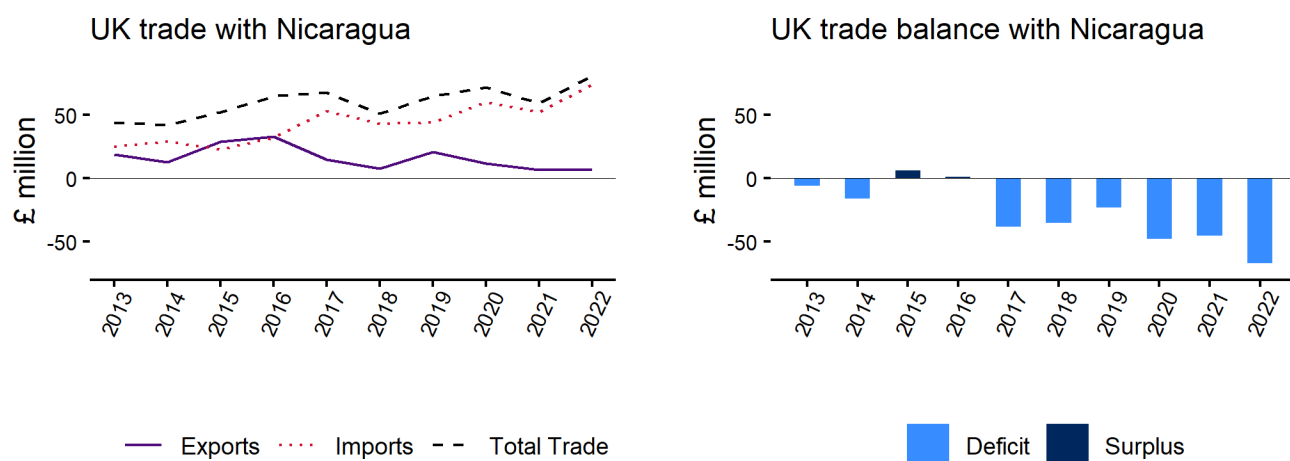 UK trade with Nicaragua
£ million
50
0
-50
2013 2014 2015 2016 2017 2018 2019 2020 2021 2022
Exports Imports Total Trade
UK trade balance with Nicaragua
£ million
50
0
-50
2013 2014 2015 2016 2017 2018 2019 2020 2021 2022
Deficit Surplus